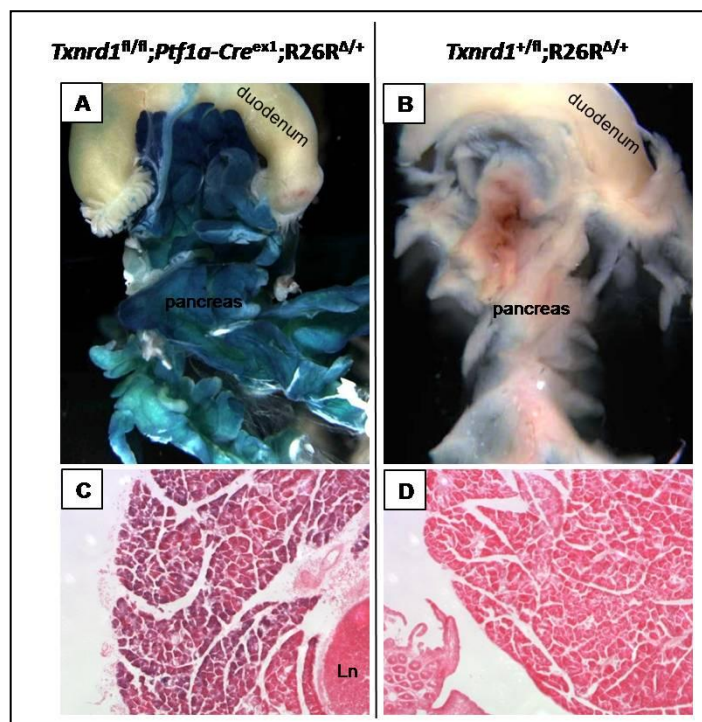 Txnrd1fl/fl;Ptf1a-Creex1;R26RΔ/+
Txnrd1+/fl;R26RΔ/+
A
duodenum
pancreas
B
duodenum
pancreas
C
Ln
D